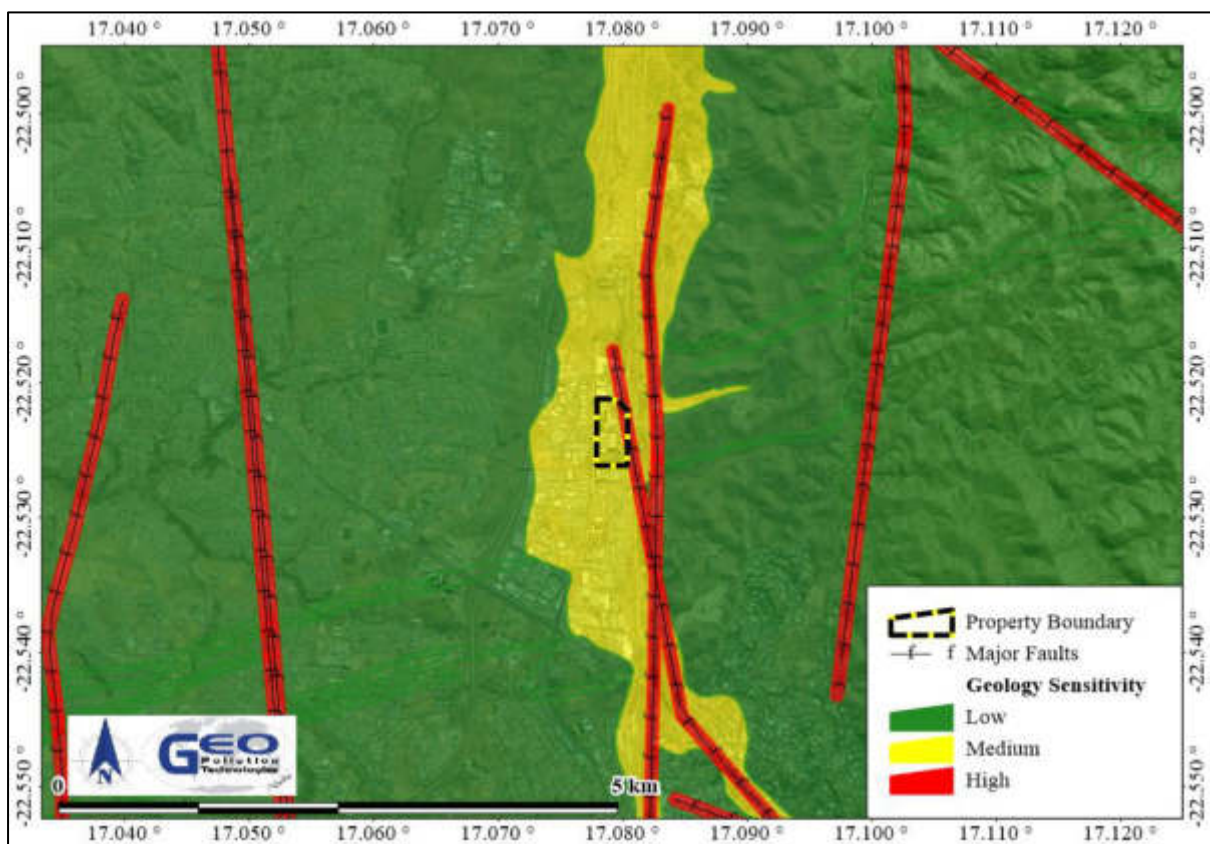 17.040 ° 17.050 ° 17.060 ° 17.070 ° 17.080 ° 17.090 ° 17.100 ° 17.110 ° 17.120 °
-22.500 ° -22.500 °
-22.510 ° -22.510 °
-22.520 ° -22.520 °
-22.530 ° -22.530 °
-22.540 ° -22.540 °
-22.550 ° -22.550 °
Property Boundary
f f Major Faults
Geology Sensitivity
Low
Medium
High
N
GEO
Pollution
Technologies
0 5 km
17.040 ° 17.050 ° 17.060 ° 17.070 ° 17.080 ° 17.090 ° 17.100 ° 17.110 ° 17.120 °